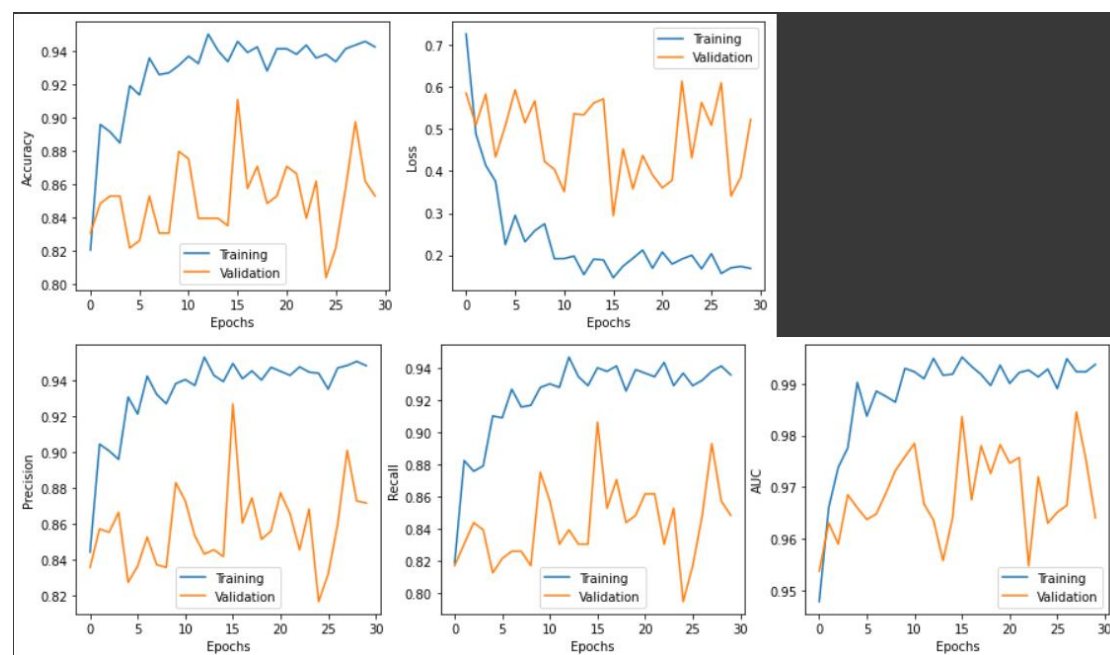 Accuracy
0.94
0.92
0.90
0.88
0.86
0.84
0.82
0.80
0 5 10 15 20 25 30
Epochs
Training
Validation
Loss
0.7
0.6
0.5
0.4
0.3
0.2
0 5 10 15 20 25 30
Epochs
Training
Validation
Precision
0.94
0.92
0.90
0.88
0.86
0.84
0.82
0 5 10 15 20 25 30
Epochs
Training
Validation
Recall
0.94
0.92
0.90
0.88
0.86
0.84
0.82
0.80
0 5 10 15 20 25 30
Epochs
Training
Validation
AUC
0.99
0.98
0.97
0.96
0.95
0 5 10 15 20 25 30
Epochs
Training
Validation